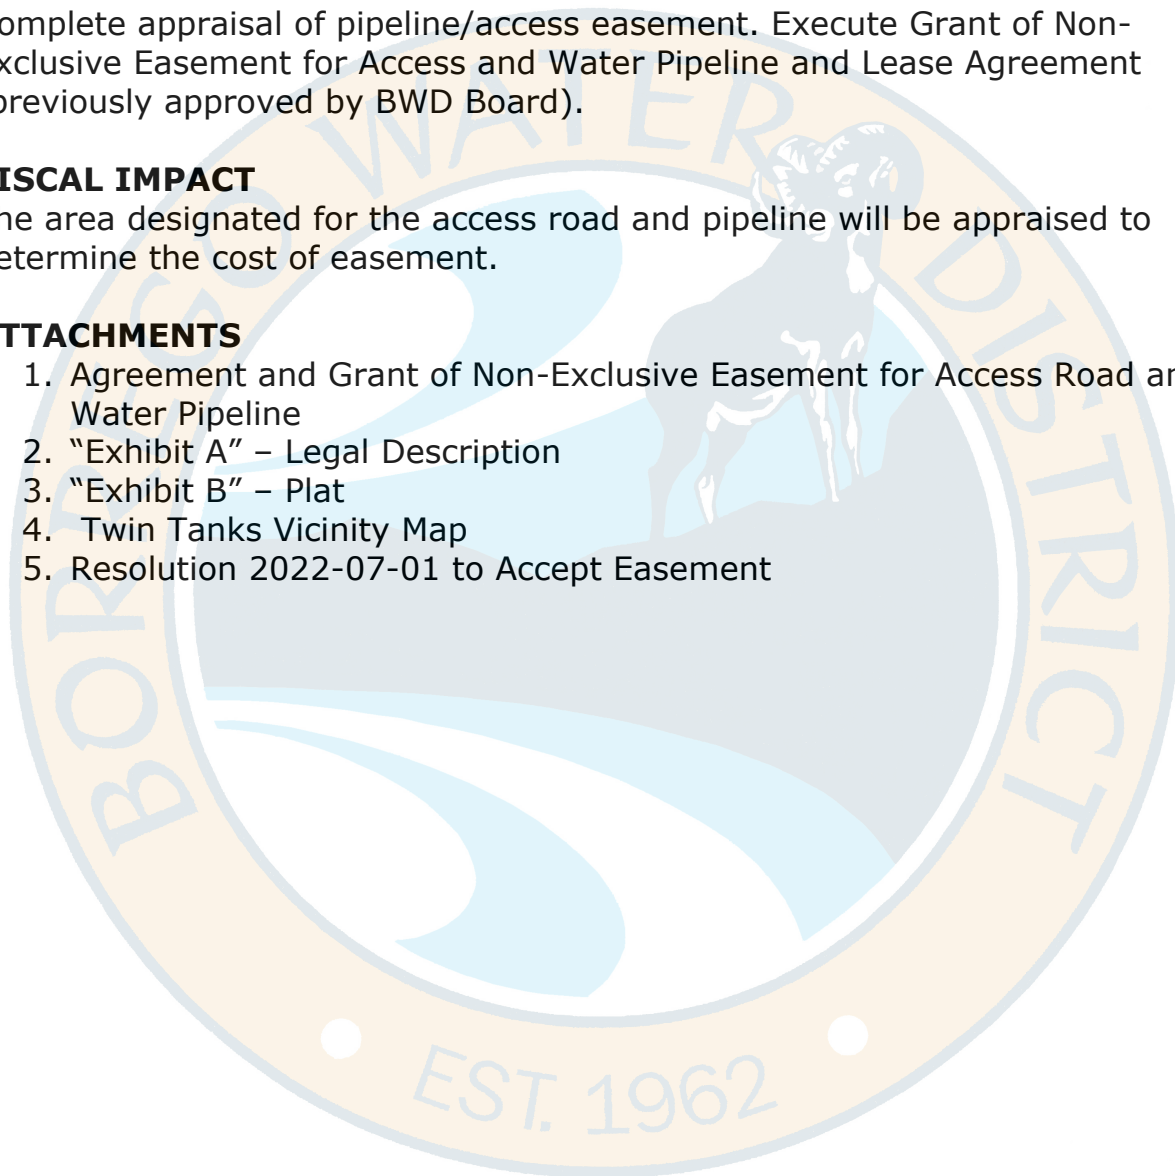 omplete appraisal of pipeline/access easement. Execute Grant of Non-
xclusive Easement for Access and Water Pipeline and Lease Agreement
previously approved by BWD Board).
ISCAL IMPACT
he area designated for the access road and pipeline will be appraised to
etermine the cost of easement.
TTACHMENTS
1. Agreement and Grant of Non-Exclusive Easement for Access Road an
Water Pipeline
2. “Exhibit A” – Legal Description
3. “Exhibit B” – Plat
4. Twin Tanks Vicinity Map
5. Resolution 2022-07-01 to Accept Easement
BORREGO WATER DISTRICT
EST. 1962